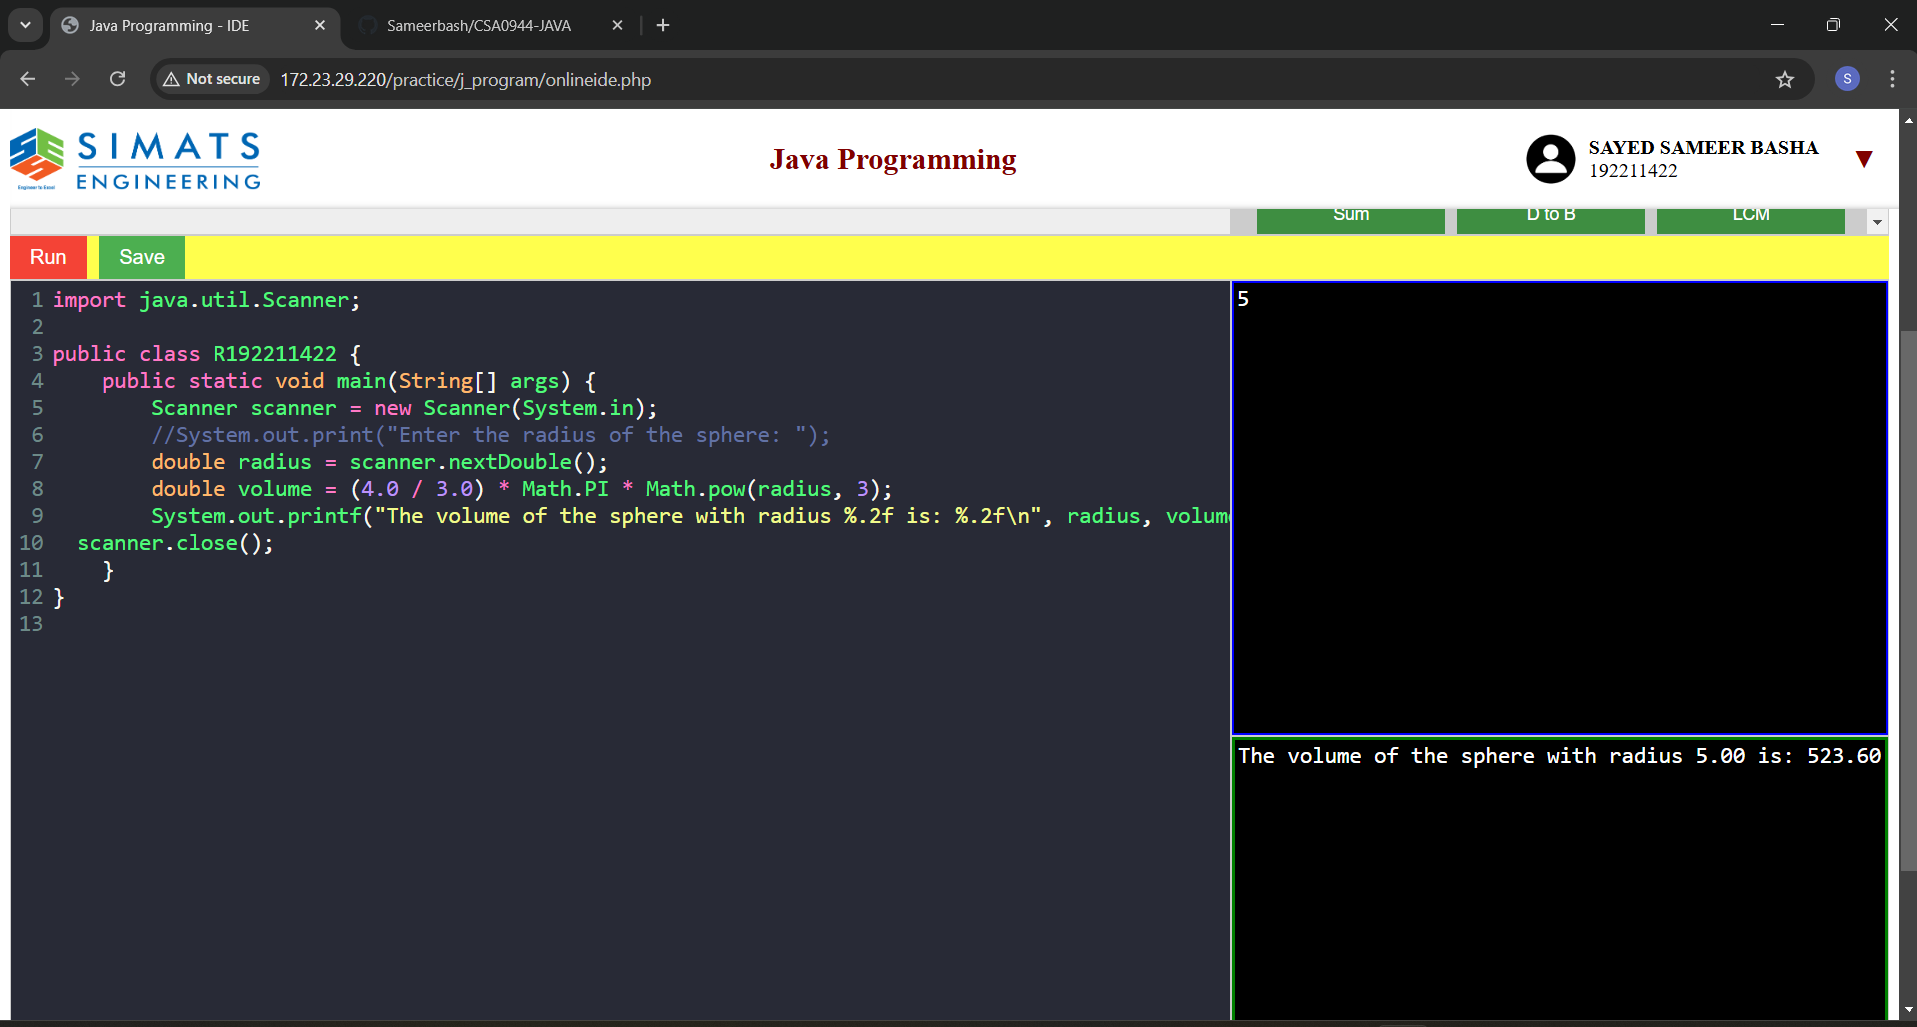 Java Programming - IDE
Sameerbash/CSA0944-JAVA
Not secure
172.23.29.220/practice/j_program/onlineide.php
S
SIMATS
ENGINEERING
Engineer to Excel
Java Programming
SAYED SAMEER BASHA
192211422
Sum
D to B
LCM
Run
Save
1 import java.util.Scanner;
2
3 public class R192211422 {
4     public static void main(String[] args) {
5         Scanner scanner = new Scanner(System.in);
6         //System.out.print("Enter the radius of the sphere: ");
7         double radius = scanner.nextDouble();
8         double volume = (4.0 / 3.0) * Math.PI * Math.pow(radius, 3);
9         System.out.printf("The volume of the sphere with radius %.2f is: %.2f\n", radius, volum
10   scanner.close();
11     }
12 }
13
5
The volume of the sphere with radius 5.00 is: 523.60